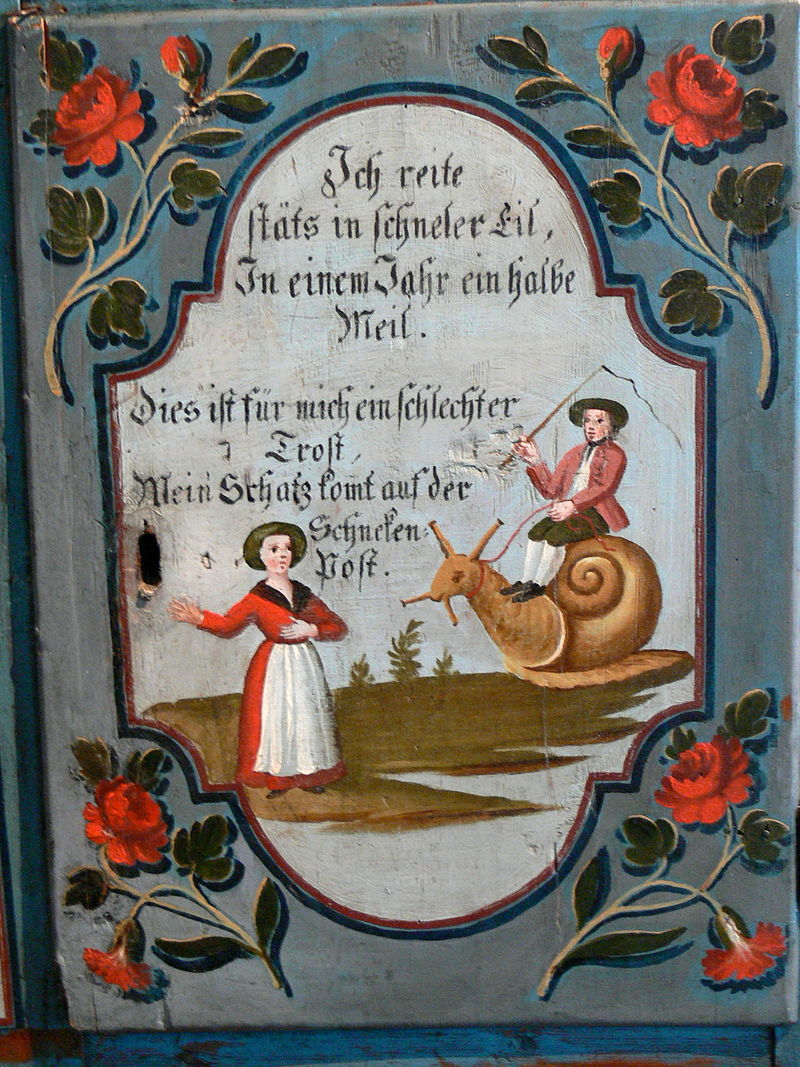 Ich reite
stäts in schneler Eil,
In einem Jahr ein halbe
Meil.
Dies ist für mich ein schlechter
Trost,
Mein Schatz komt auf der
Schneken-
Post.